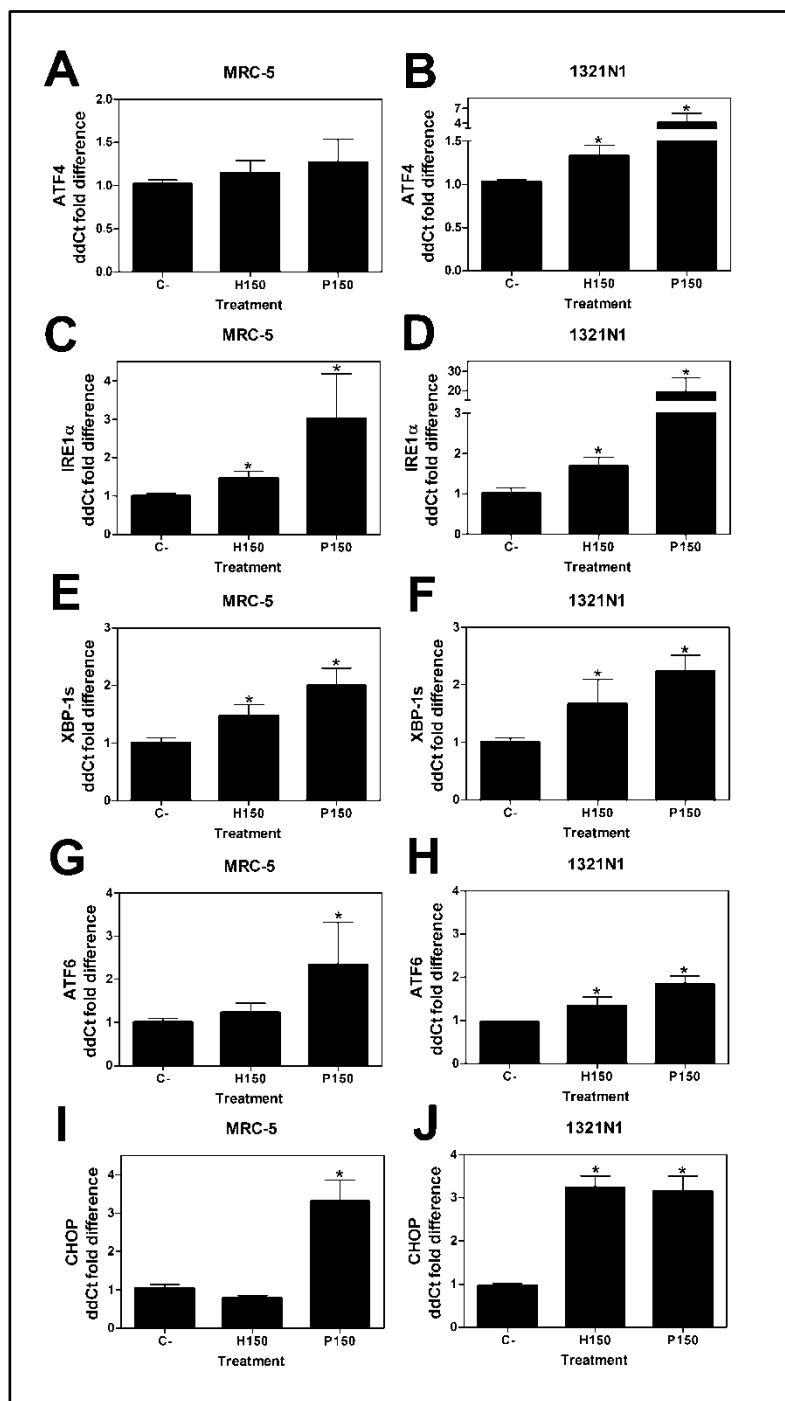 A
MRC-5
ATF4
ddCt fold difference
2.0
1.5
1.0
0.5
0.0
C- H150 P150
Treatment
B
1321N1
ATF4
ddCt fold difference
7
4
1.5
1.0
0.5
0.0
* *
C- H150 P150
Treatment
C
MRC-5
IRE1α
ddCt fold difference
4
3
2
1
0
* *
C- H150 P150
Treatment
D
1321N1
IRE1α
ddCt fold difference
30
20
3
2
1
0
* *
C- H150 P150
Treatment
E
MRC-5
XBP-1s
ddCt fold difference
3
2
1
0
* *
C- H150 P150
Treatment
F
1321N1
XBP-1s
ddCt fold difference
3
2
1
0
* *
C- H150 P150
Treatment
G
MRC-5
ATF6
ddCt fold difference
4
3
2
1
0
*
C- H150 P150
Treatment
H
1321N1
ATF6
ddCt fold difference
4
3
2
1
0
* *
C- H150 P150
Treatment
I
MRC-5
CHOP
ddCt fold difference
4
3
2
1
0
*
C- H150 P150
Treatment
J
1321N1
CHOP
ddCt fold difference
4
3
2
1
0
* *
C- H150 P150
Treatment